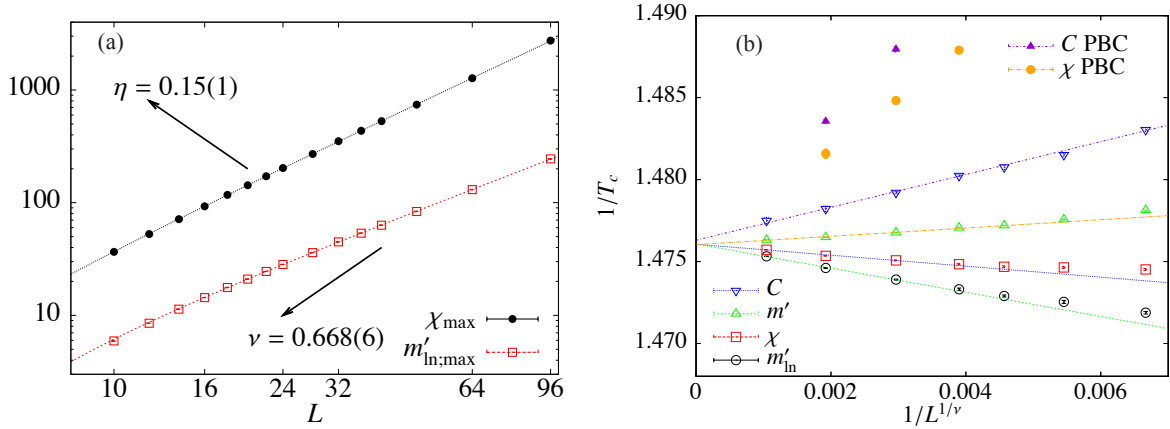 (a)
1000
100
10
η = 0.15(1)
ν = 0.668(6)
χmax
m′ln;max
10 16 24 32 48 64 96
L
(b)
1.490
1.485
1.480
1.475
1.470
1/Tc
C PBC
χ PBC
C
m′
χ
m′ln
0 0.002 0.004 0.006
1/L^{1/ν}